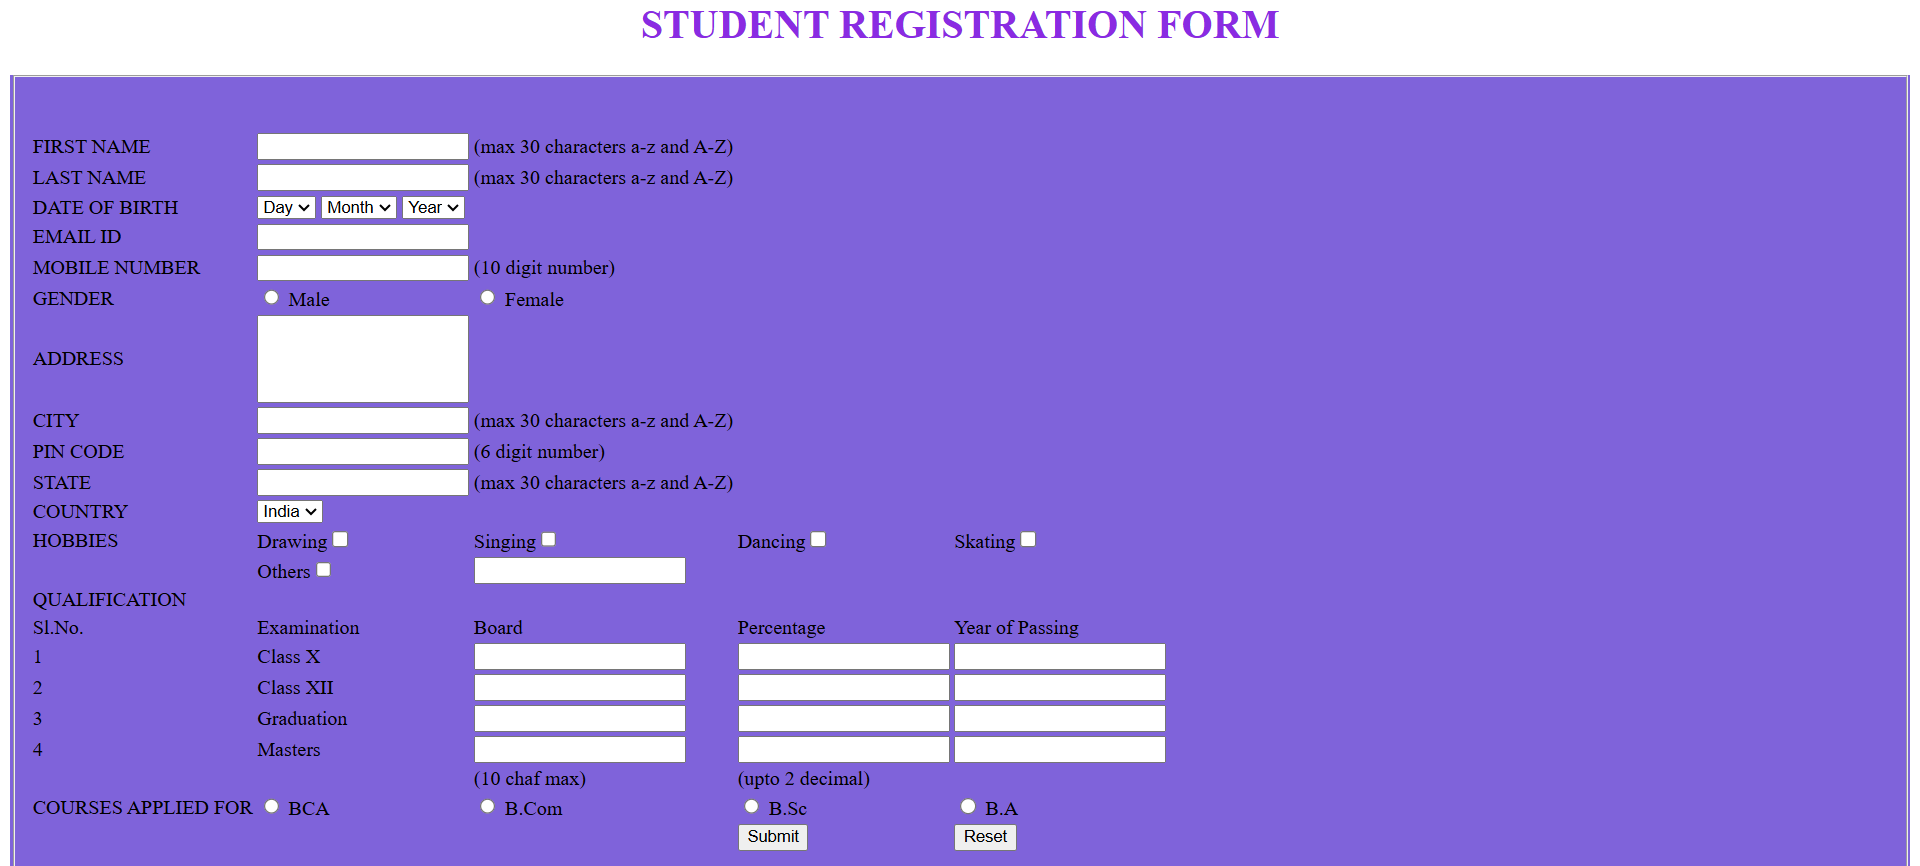 STUDENT REGISTRATION FORM
FIRST NAME (max 30 characters a-z and A-Z)
LAST NAME (max 30 characters a-z and A-Z)
DATE OF BIRTH Day Month Year
EMAIL ID
MOBILE NUMBER (10 digit number)
GENDER Male Female
ADDRESS
CITY (max 30 characters a-z and A-Z)
PIN CODE (6 digit number)
STATE (max 30 characters a-z and A-Z)
COUNTRY India
HOBBIES Drawing Singing Dancing Skating
Others
QUALIFICATION
Sl.No. Examination Board Percentage Year of Passing
1 Class X
2 Class XII
3 Graduation
4 Masters
(10 chaf max) (upto 2 decimal)
COURSES APPLIED FOR BCA B.Com B.Sc B.A
Submit Reset